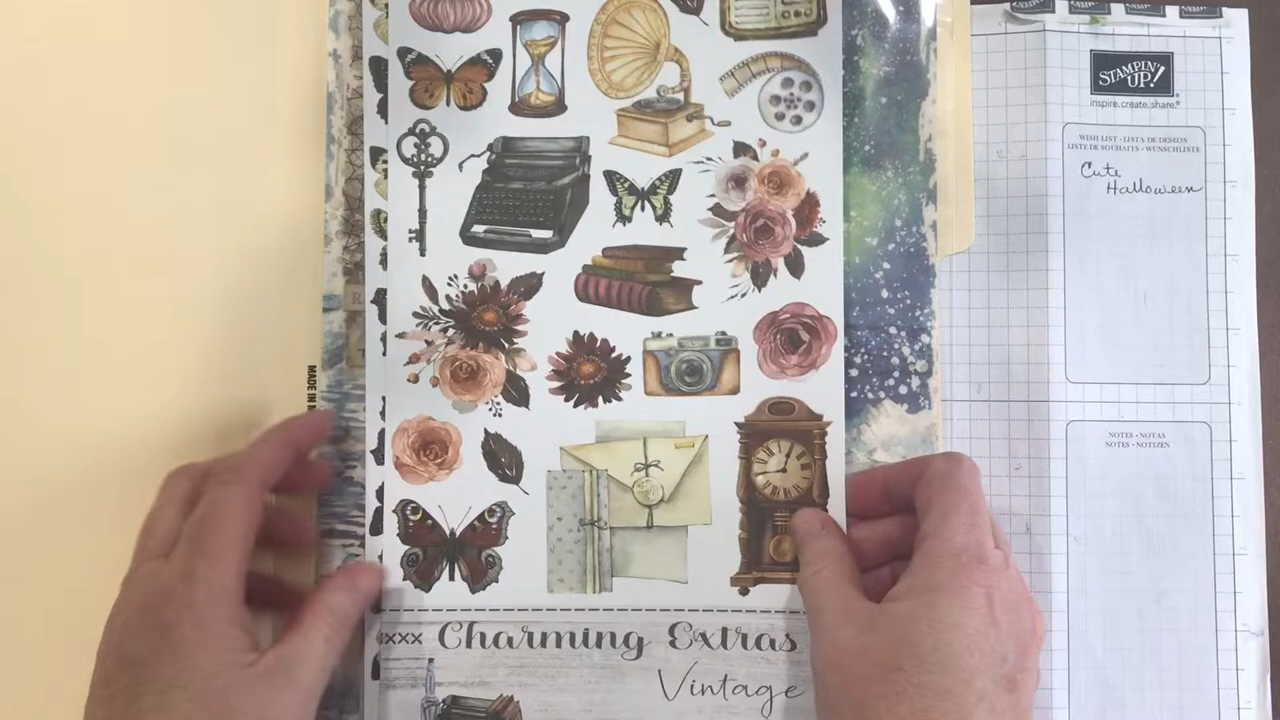 STAMPIN' UP!
inspire.create.share.®
WISH LIST • LISTA DE DESEOS
LISTE DE SOUHAITS • WUNSCHLISTE
Cute
Halloween
NOTES • NOTAS
NOTES • NOTIZEN
MADE IN
xxx Charming Extras
Vintage